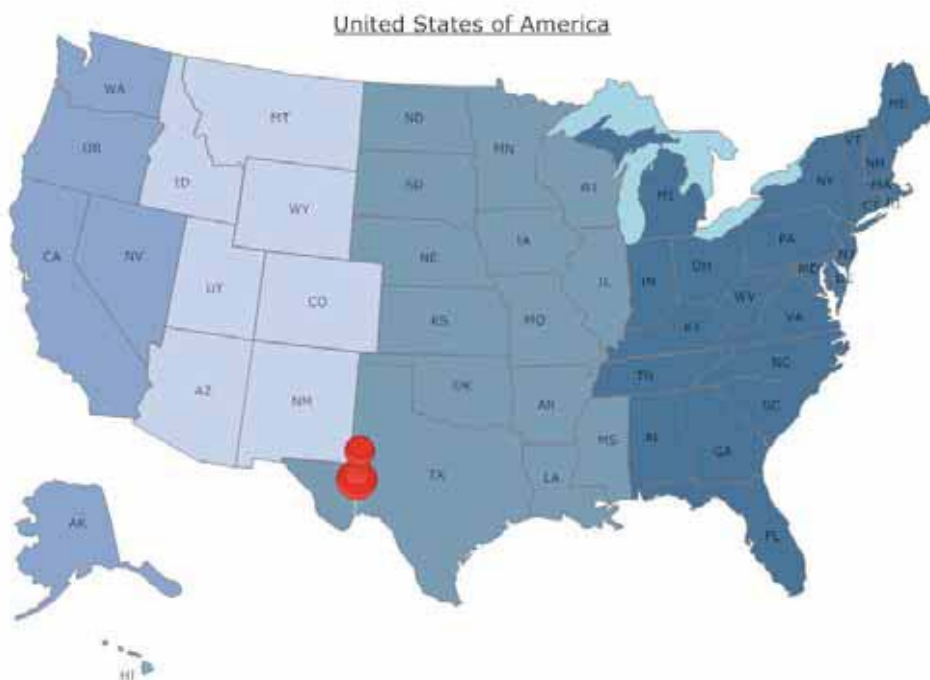 United States of America
WA
MT
ND
MN
ME
OR
ID
SD
WI
MI
VT
NH
NY
MA
WY
IA
CT
RI
CA
NV
UT
CO
NE
IL
IN
OH
PA
NJ
MD
KS
MO
KY
WV
VA
AZ
NM
OK
AR
TN
NC
SC
MS
AL
GA
TX
LA
AK
FL
HI